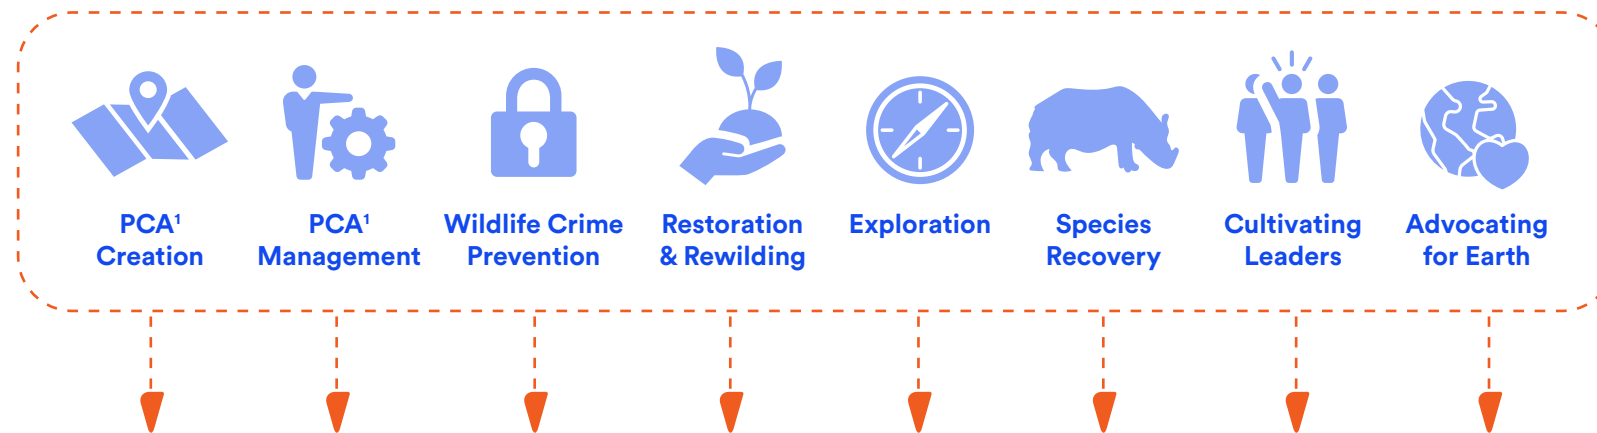 PCA¹
Creation
PCA¹
Management
Wildlife Crime
Prevention
Restoration
& Rewilding
Exploration
Species
Recovery
Cultivating
Leaders
Advocating
for Earth